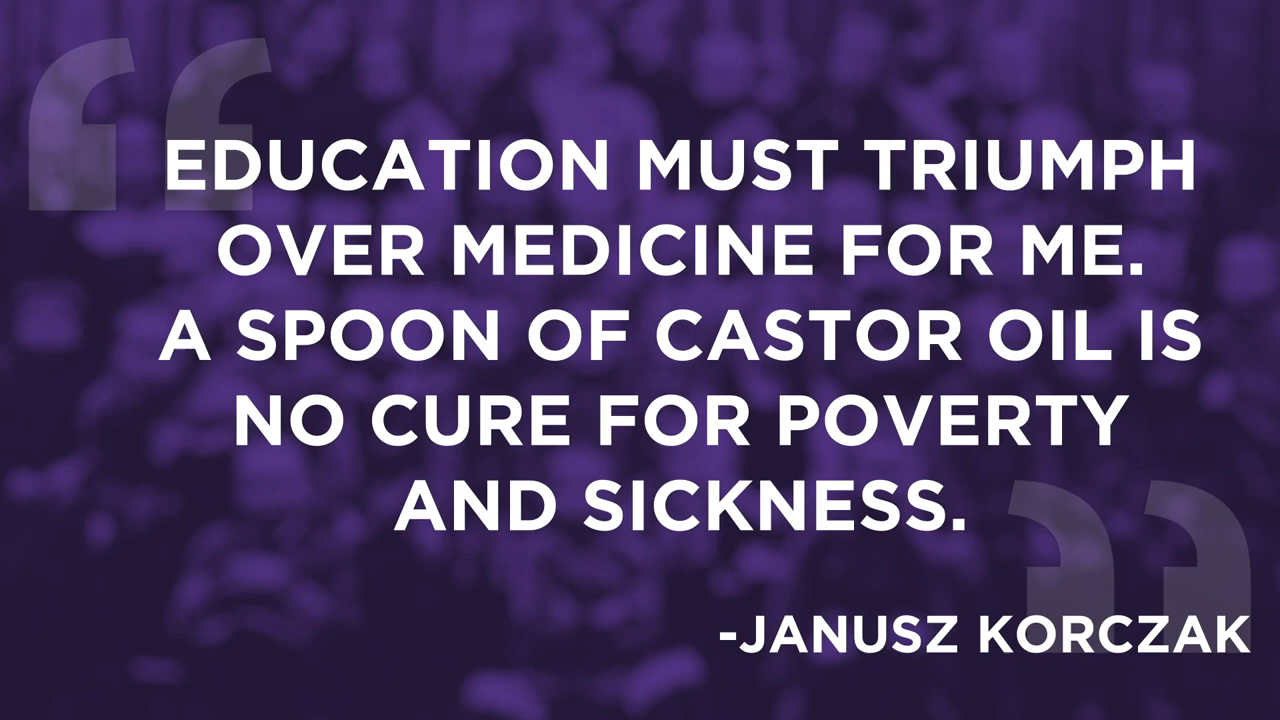 EDUCATION MUST TRIUMPH
OVER MEDICINE FOR ME.
A SPOON OF CASTOR OIL IS
NO CURE FOR POVERTY
AND SICKNESS.
-JANUSZ KORCZAK